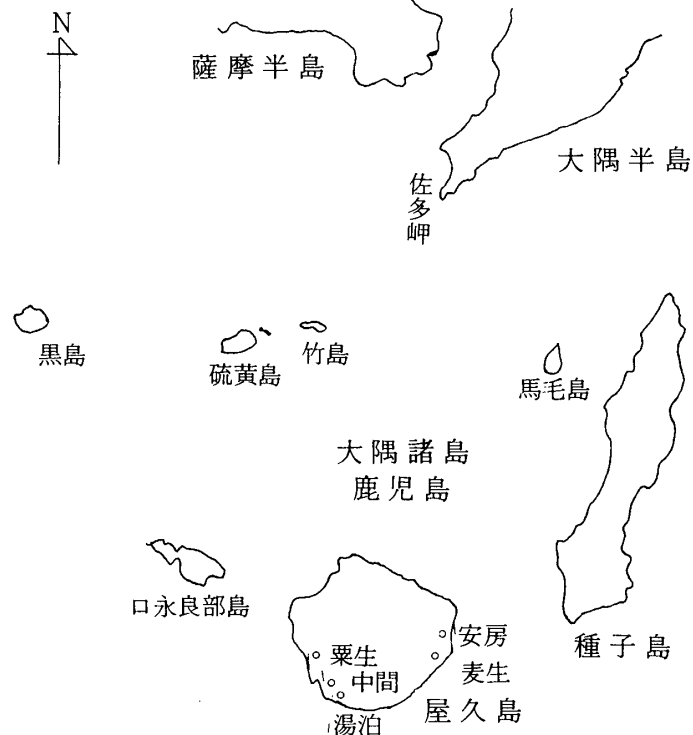 N
薩摩半島
大隅半島
佐多岬
黒島
硫黄島
竹島
馬毛島
大隅諸島
鹿児島
口永良部島
安房
粟生
麦生
中間
種子島
屋久島
湯泊